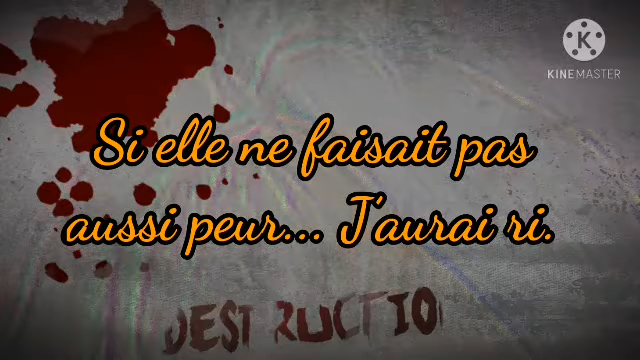 KINEMASTER
Si elle ne faisait pas
aussi peur... J'aurai ri.
DESTRUCTIO